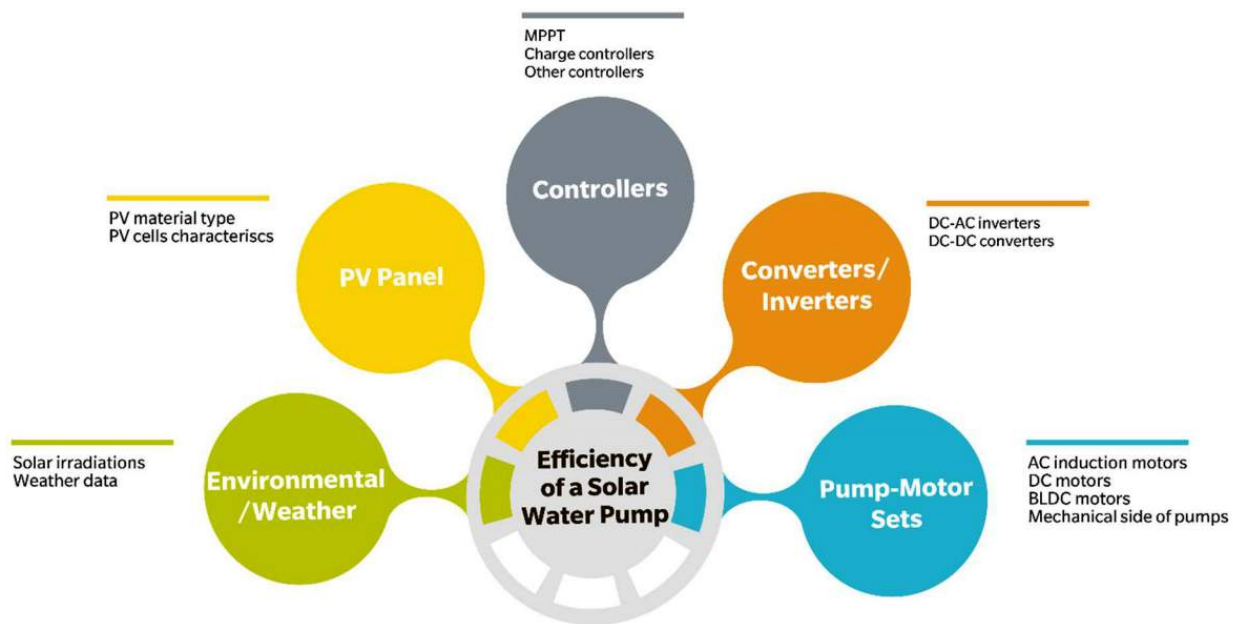 MPPT
Charge controllers
Other controllers
Controllers
PV material type
PV cells characteriscs
PV Panel
DC-AC inverters
DC-DC converters
Converters/
Inverters
Solar irradiations
Weather data
Environmental
/Weather
Efficiency
of a Solar
Water Pump
Pump-Motor
Sets
AC induction motors
DC motors
BLDC motors
Mechanical side of pumps